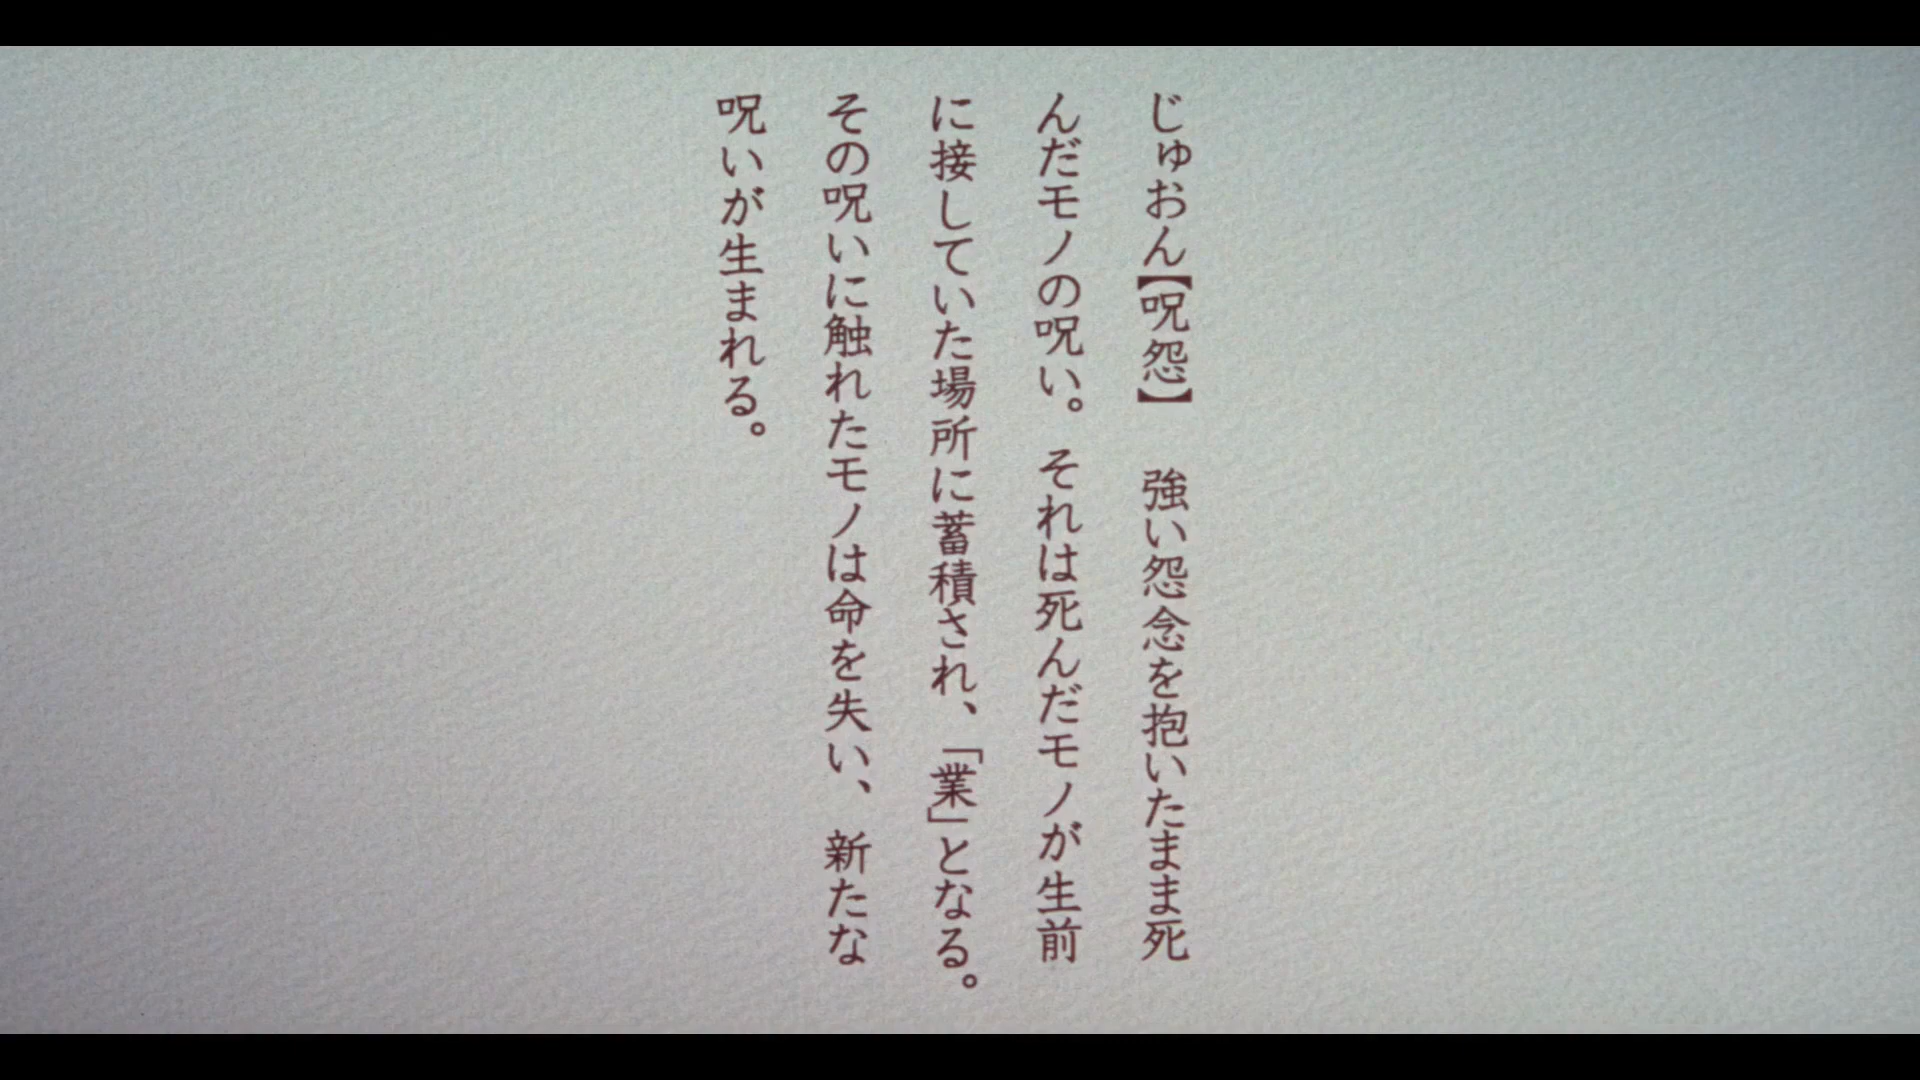 じゅおん【呪怨】　強い怨念を抱いたまま死
んだモノの呪い。それは死んだモノが生前
に接していた場所に蓄積され、「業」となる。
その呪いに触れたモノは命を失い、新たな
呪いが生まれる。